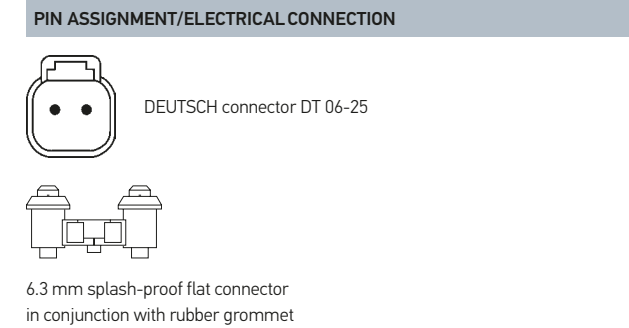 PIN ASSIGNMENT/ELECTRICAL CONNECTION
DEUTSCH connector DT 06-25
6.3 mm splash-proof flat connector
in conjunction with rubber grommet